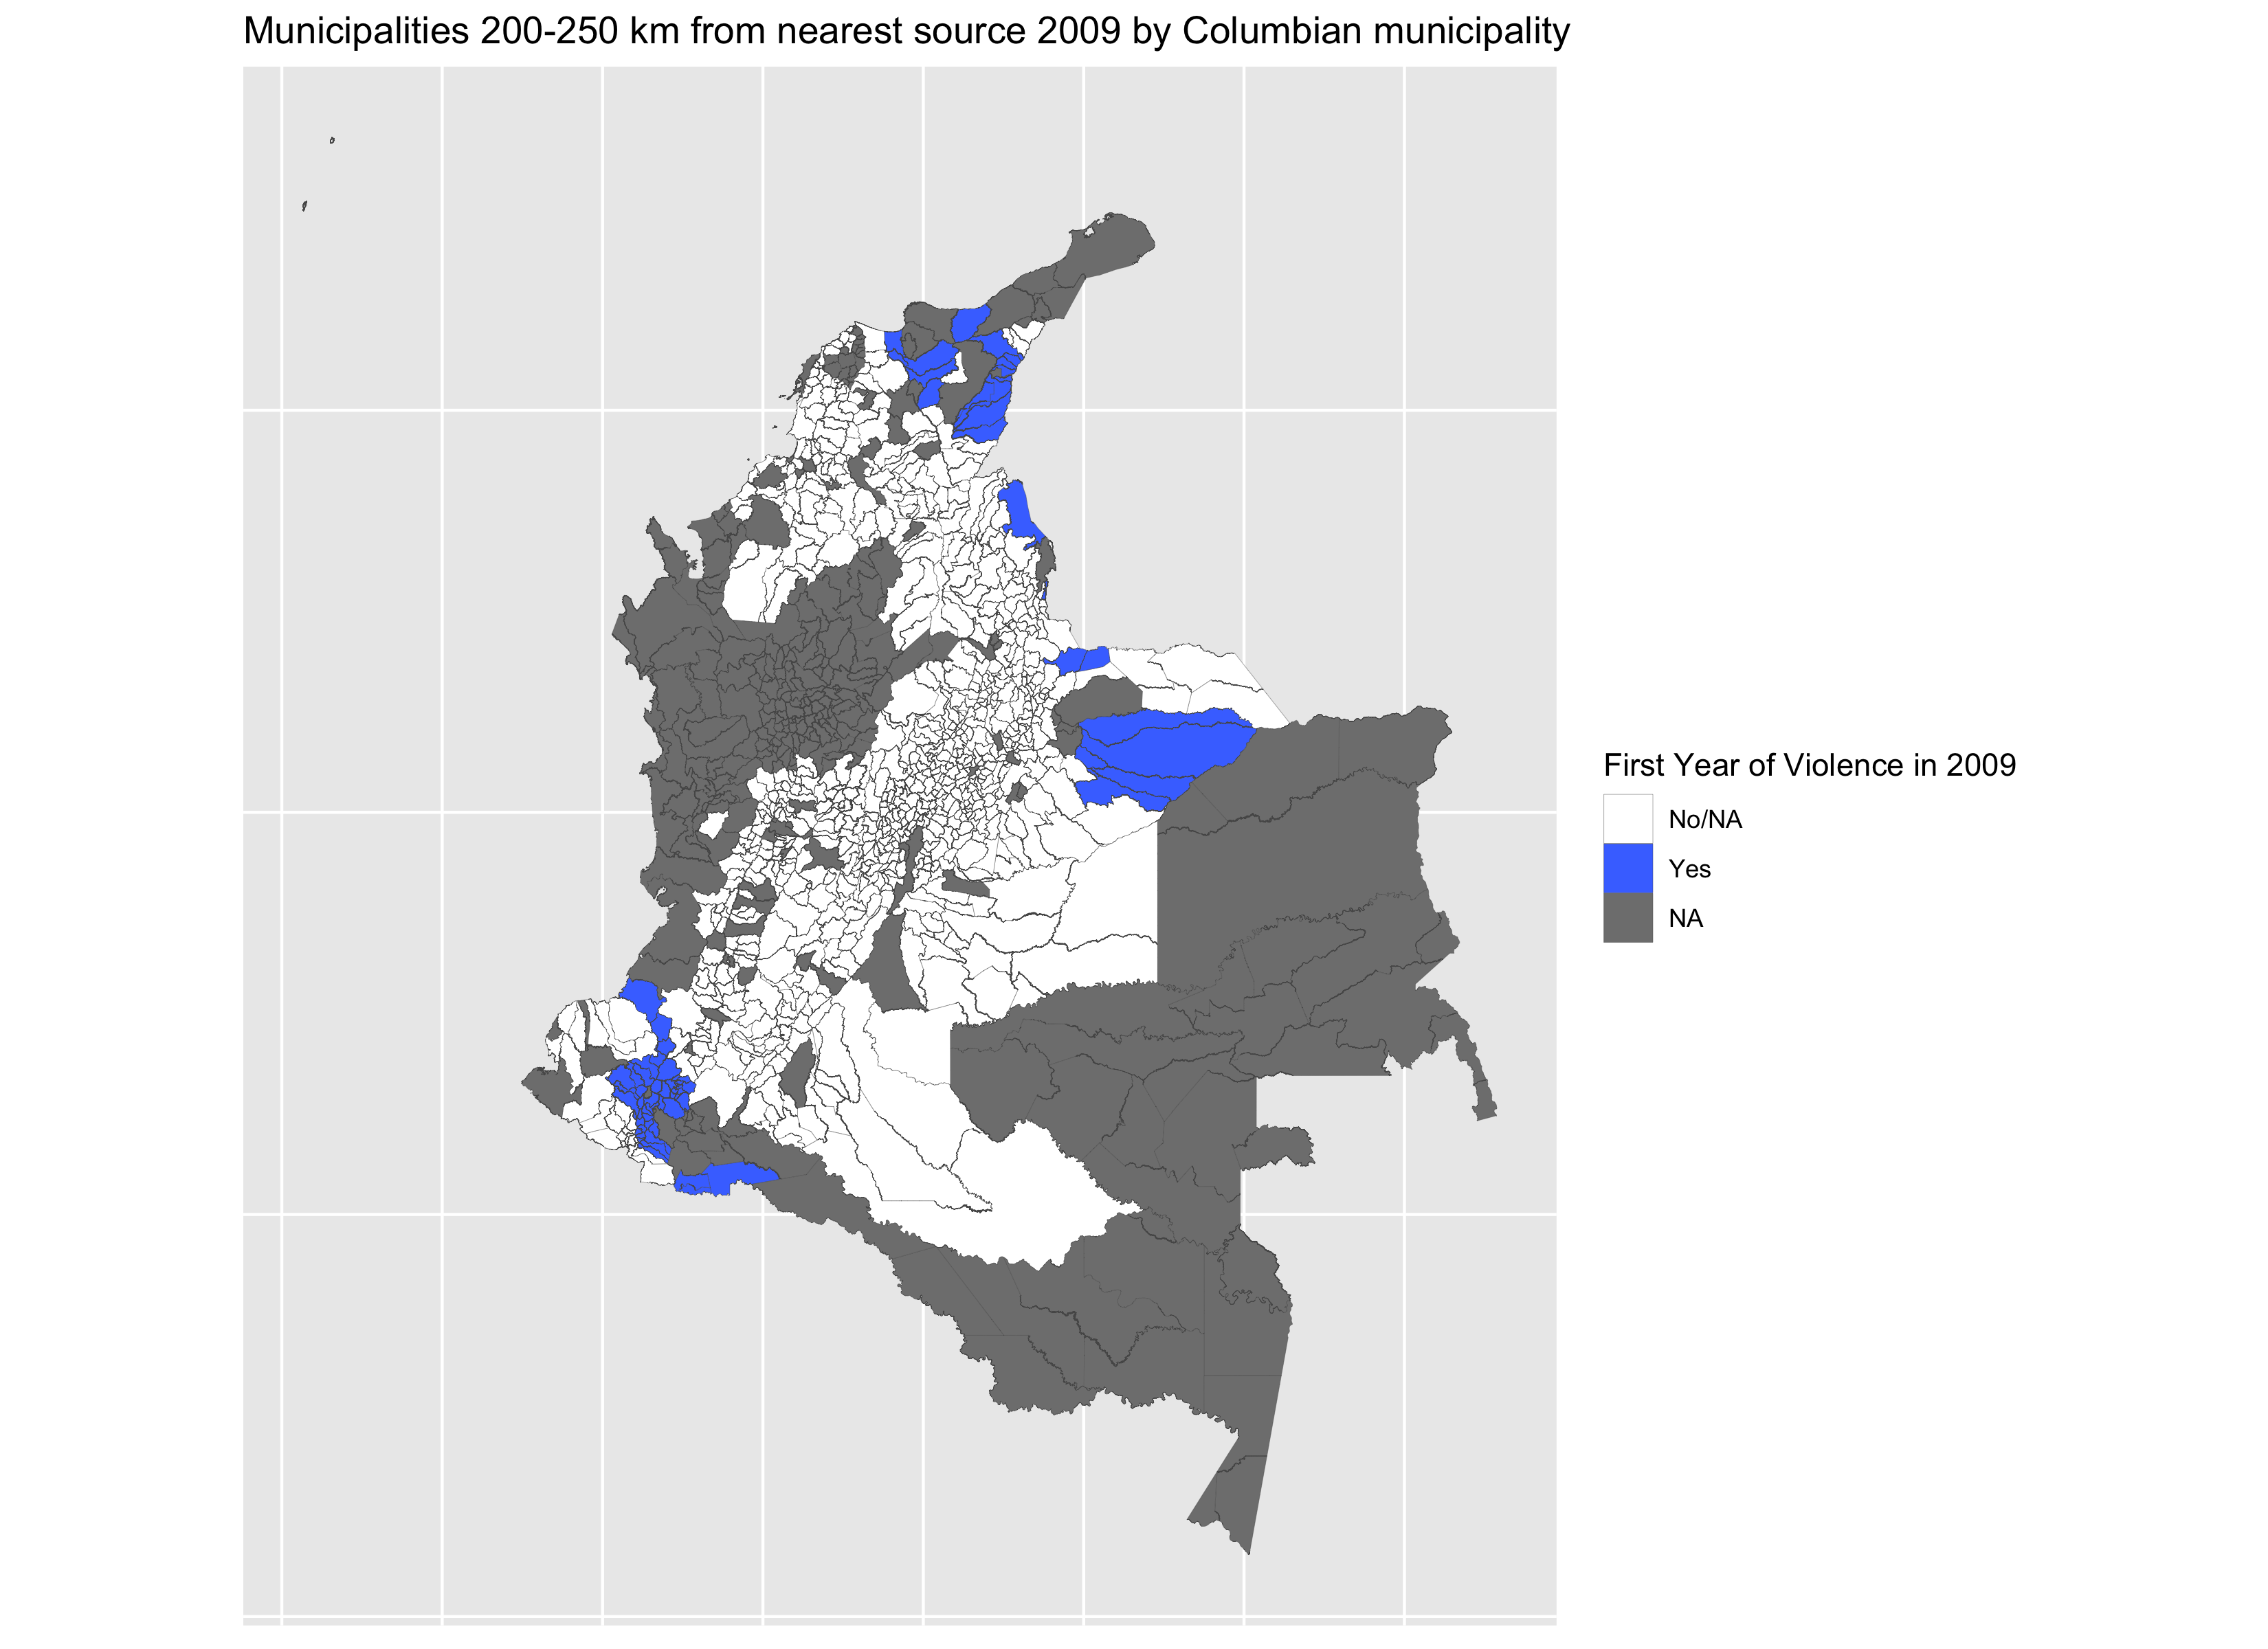 Municipalities 200-250 km from nearest source 2009 by Columbian municipality
First Year of Violence in 2009
No/NA
Yes
NA